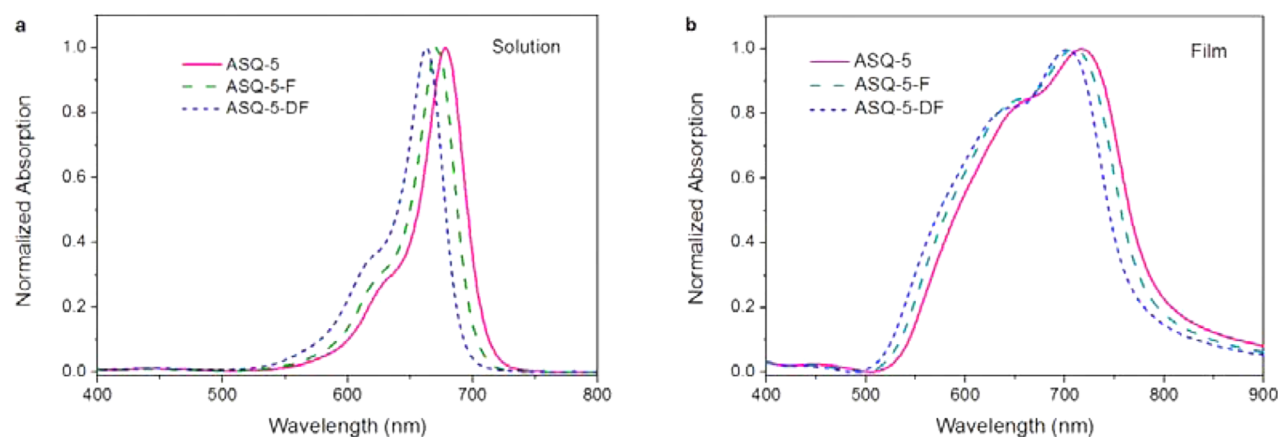 a
Solution
ASQ-5
ASQ-5-F
ASQ-5-DF
Normalized Absorption
1.0
0.8
0.6
0.4
0.2
0.0
400 500 600 700 800
Wavelength (nm)
b
Film
ASQ-5
ASQ-5-F
ASQ-5-DF
Normalized Absorption
1.0
0.8
0.6
0.4
0.2
0.0
400 500 600 700 800 900
Wavelength (nm)